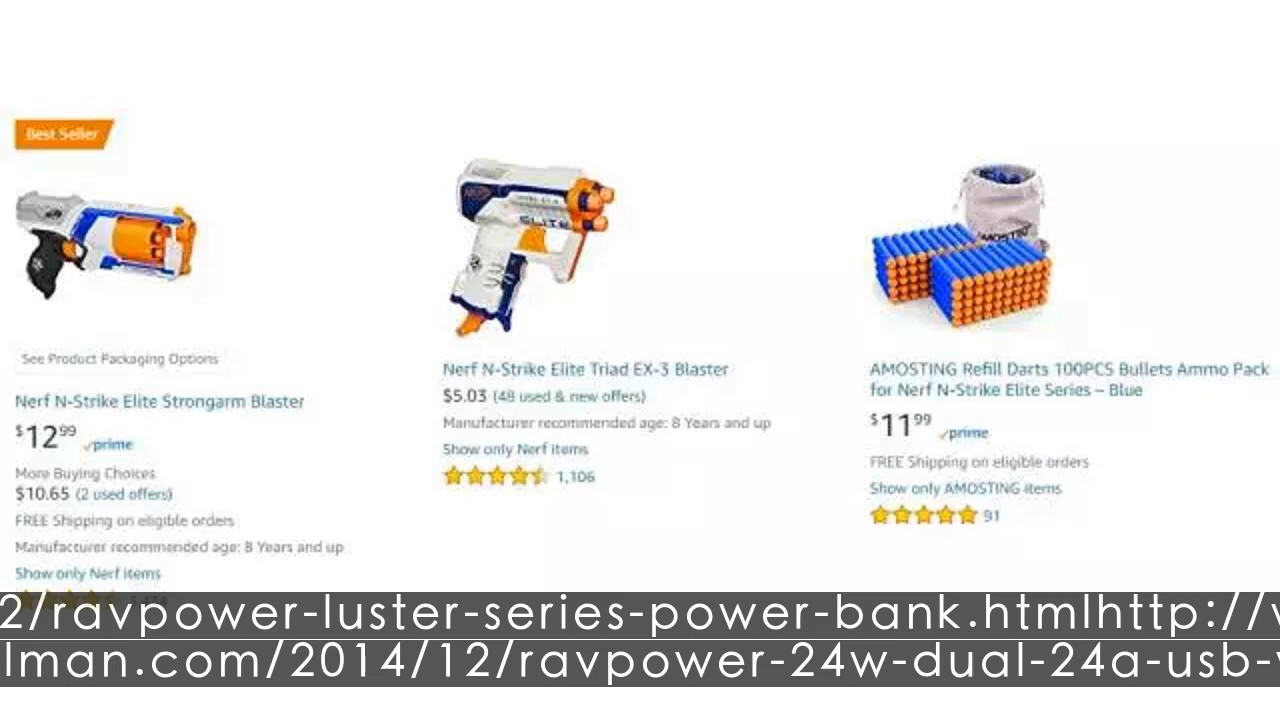 Best Seller
See Product Packaging Options
Nerf N-Strike Elite Strongarm Blaster
$12.99 prime
More Buying Choices
$10.65 (2 used offers)
FREE Shipping on eligible orders
Manufacturer recommended age: 8 Years and up
Show only Nerf items
ELITE
Nerf N-Strike Elite Triad EX-3 Blaster
$5.03 (48 used & new offers)
Manufacturer recommended age: 8 Years and up
Show only Nerf items
1,106
AMOSTING
AMOSTING Refill Darts 100PCS Bullets Ammo Pack
for Nerf N-Strike Elite Series – Blue
$11.99 prime
FREE Shipping on eligible orders
Show only AMOSTING items
91
2/ravpower-luster-series-power-bank.htmlhttp://
lman.com/2014/12/ravpower-24w-dual-24a-usb-